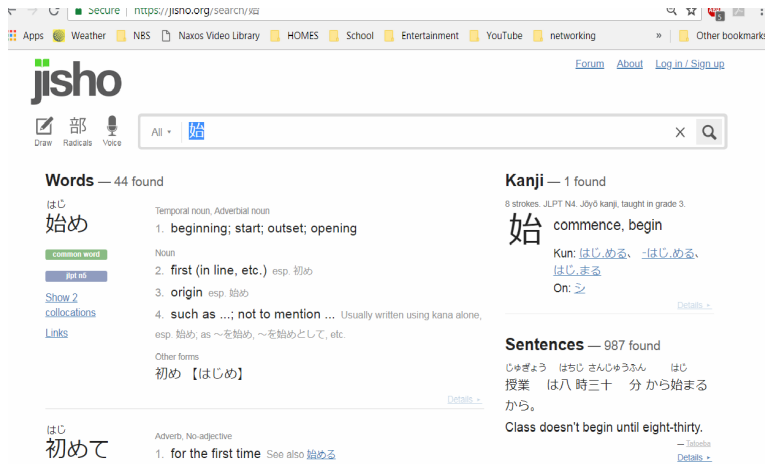 Secure https://jisho.org/search/始
Apps Weather NBS Naxos Video Library HOMES School Entertainment YouTube networking » Other bookmarks
jisho
Forum About Log in / Sign up
Draw 部 Radicals Voice
All 始
Words — 44 found
はじ
始め
common word
jlpt n5
Show 2
collocations
Links
Temporal noun, Adverbial noun
1. beginning; start; outset; opening
Noun
2. first (in line, etc.) esp. 初め
3. origin esp. 始め
4. such as ...; not to mention ... Usually written using kana alone,
esp. 始め; as ～を始め, ～を始めとして, etc.
Other forms
初め 【はじめ】
Details
はじ
初めて
Adverb, No-adjective
1. for the first time See also 始める
Kanji — 1 found
8 strokes. JLPT N4. Jōyō kanji, taught in grade 3.
始
commence, begin
Kun: はじ.める、 -はじ.める、
はじ.まる
On: シ
Details
Sentences — 987 found
じゅぎょう はちじ さんじゅうふん はじ
授業 は八 時三十 分 から始まる
から。
Class doesn't begin until eight-thirty.
— Tatoeba
Details